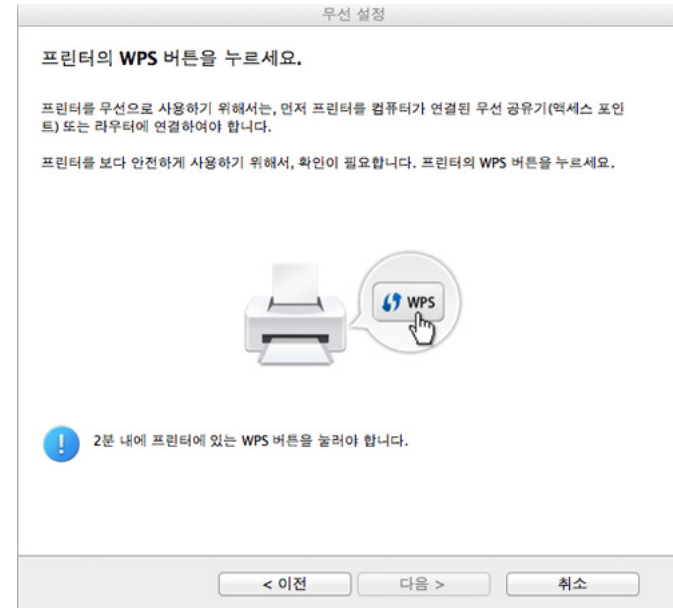 무선 설정
프린터의 WPS 버튼을 누르세요.
프린터를 무선으로 사용하기 위해서는, 먼저 프린터를 컴퓨터가 연결된 무선 공유기(액세스 포인
트) 또는 라우터에 연결하여야 합니다.
프린터를 보다 안전하게 사용하기 위해서, 확인이 필요합니다. 프린터의 WPS 버튼을 누르세요.
WPS
2분 내에 프린터에 있는 WPS 버튼을 눌러야 합니다.
< 이전 다음 > 취소